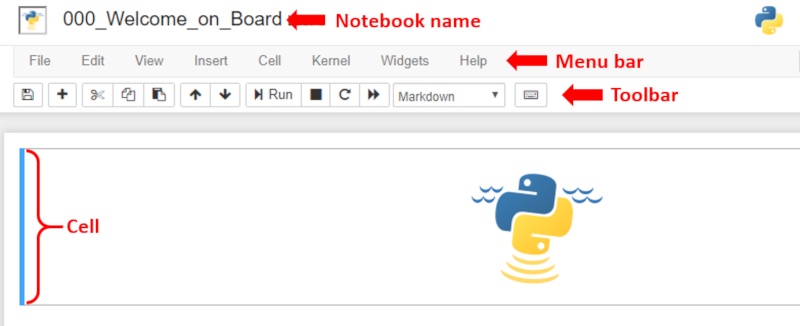 000_Welcome_on_Board Notebook name
File Edit View Insert Cell Kernel Widgets Help Menu bar
Run Markdown Toolbar
Cell